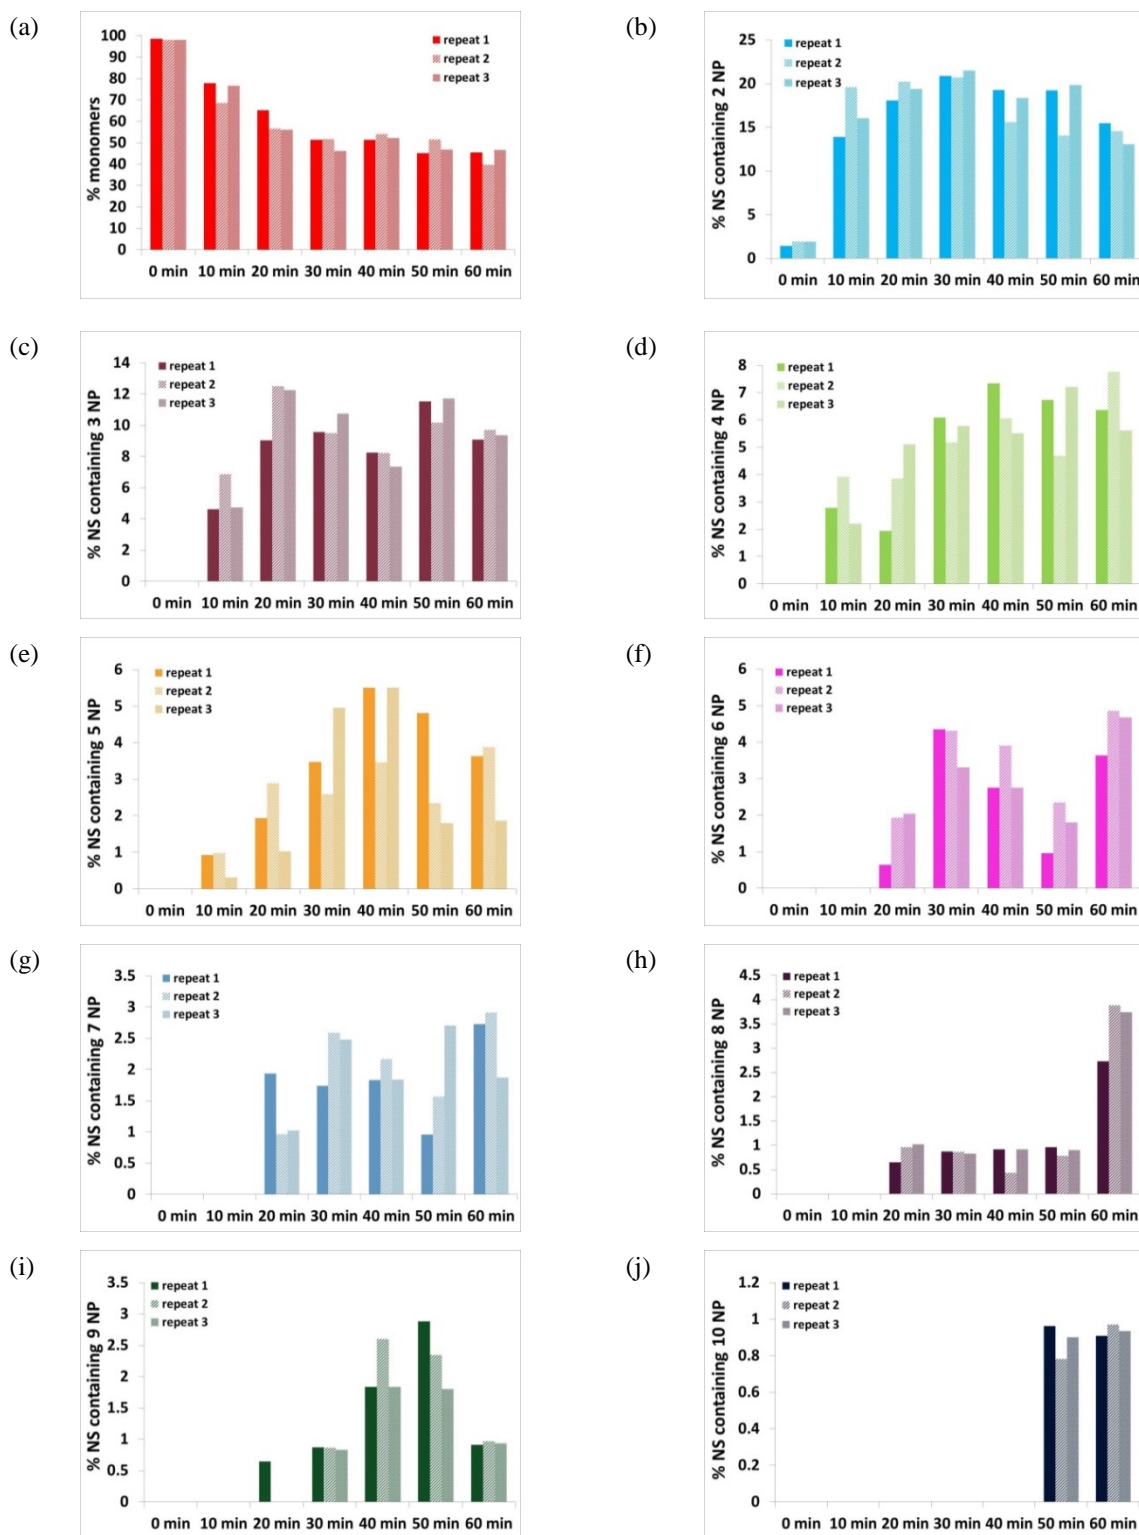 (a)
% monomers
100
90
80
70
60
50
40
30
20
10
0
repeat 1
repeat 2
repeat 3
0 min 10 min 20 min 30 min 40 min 50 min 60 min
(b)
% NS containing 2 NP
25
20
15
10
5
0
repeat 1
repeat 2
repeat 3
0 min 10 min 20 min 30 min 40 min 50 min 60 min
(c)
% NS containing 3 NP
14
12
10
8
6
4
2
0
repeat 1
repeat 2
repeat 3
0 min 10 min 20 min 30 min 40 min 50 min 60 min
(d)
% NS containing 4 NP
8
7
6
5
4
3
2
1
0
repeat 1
repeat 2
repeat 3
0 min 10 min 20 min 30 min 40 min 50 min 60 min
(e)
% NS containing 5 NP
6
5
4
3
2
1
0
repeat 1
repeat 2
repeat 3
0 min 10 min 20 min 30 min 40 min 50 min 60 min
(f)
% NS containing 6 NP
6
5
4
3
2
1
0
repeat 1
repeat 2
repeat 3
0 min 10 min 20 min 30 min 40 min 50 min 60 min
(g)
% NS containing 7 NP
3.5
3
2.5
2
1.5
1
0.5
0
repeat 1
repeat 2
repeat 3
0 min 10 min 20 min 30 min 40 min 50 min 60 min
(h)
% NS containing 8 NP
4.5
4
3.5
3
2.5
2
1.5
1
0.5
0
repeat 1
repeat 2
repeat 3
0 min 10 min 20 min 30 min 40 min 50 min 60 min
(i)
% NS containing 9 NP
3.5
3
2.5
2
1.5
1
0.5
0
repeat 1
repeat 2
repeat 3
0 min 10 min 20 min 30 min 40 min 50 min 60 min
(j)
% NS containing 10 NP
1.2
1
0.8
0.6
0.4
0.2
0
repeat 1
repeat 2
repeat 3
0 min 10 min 20 min 30 min 40 min 50 min 60 min